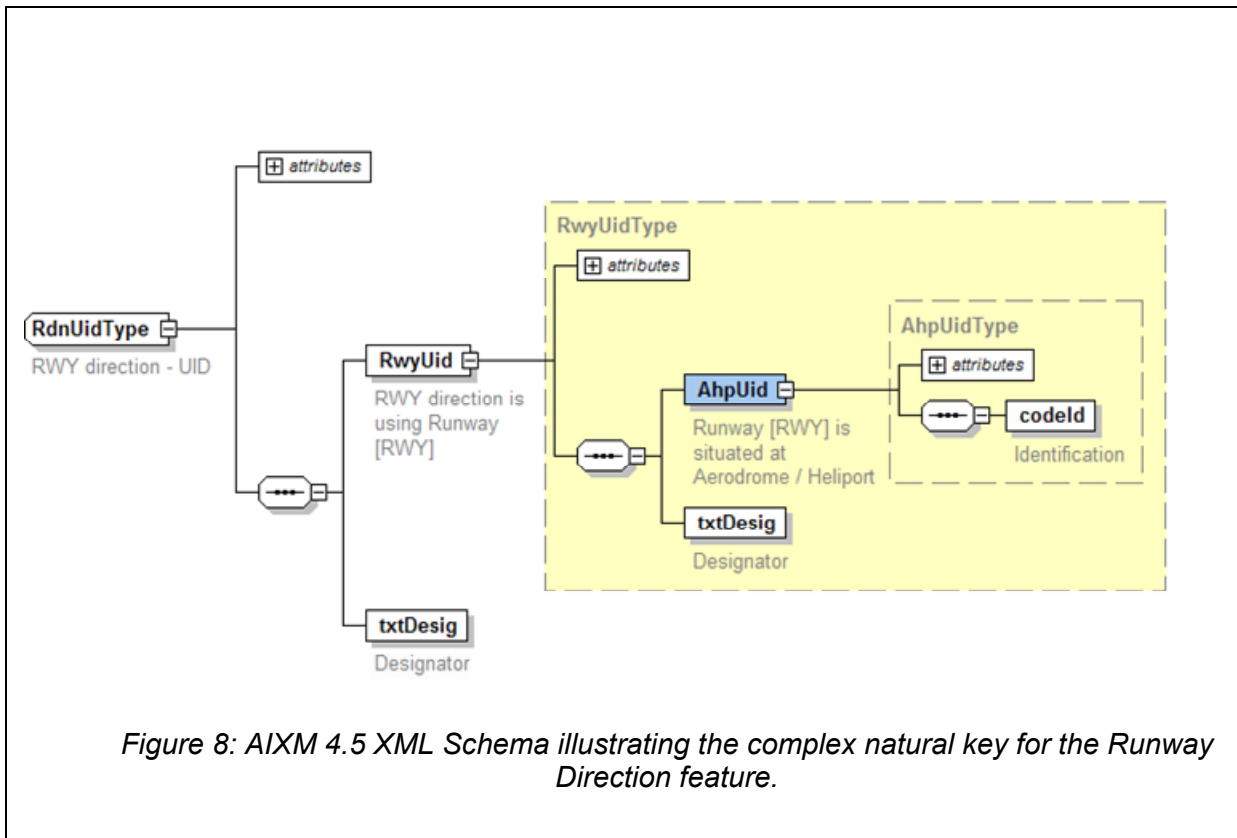 attributes
RwyUidType
attributes
AhpUidType
RdnUidType
RWY direction - UID
RwyUid
RWY direction is
using Runway
[RWY]
AhpUid
Runway [RWY] is
situated at
Aerodrome / Heliport
attributes
codeId
Identification
txtDesig
Designator
txtDesig
Designator
Figure 8: AIXM 4.5 XML Schema illustrating the complex natural key for the Runway
Direction feature.